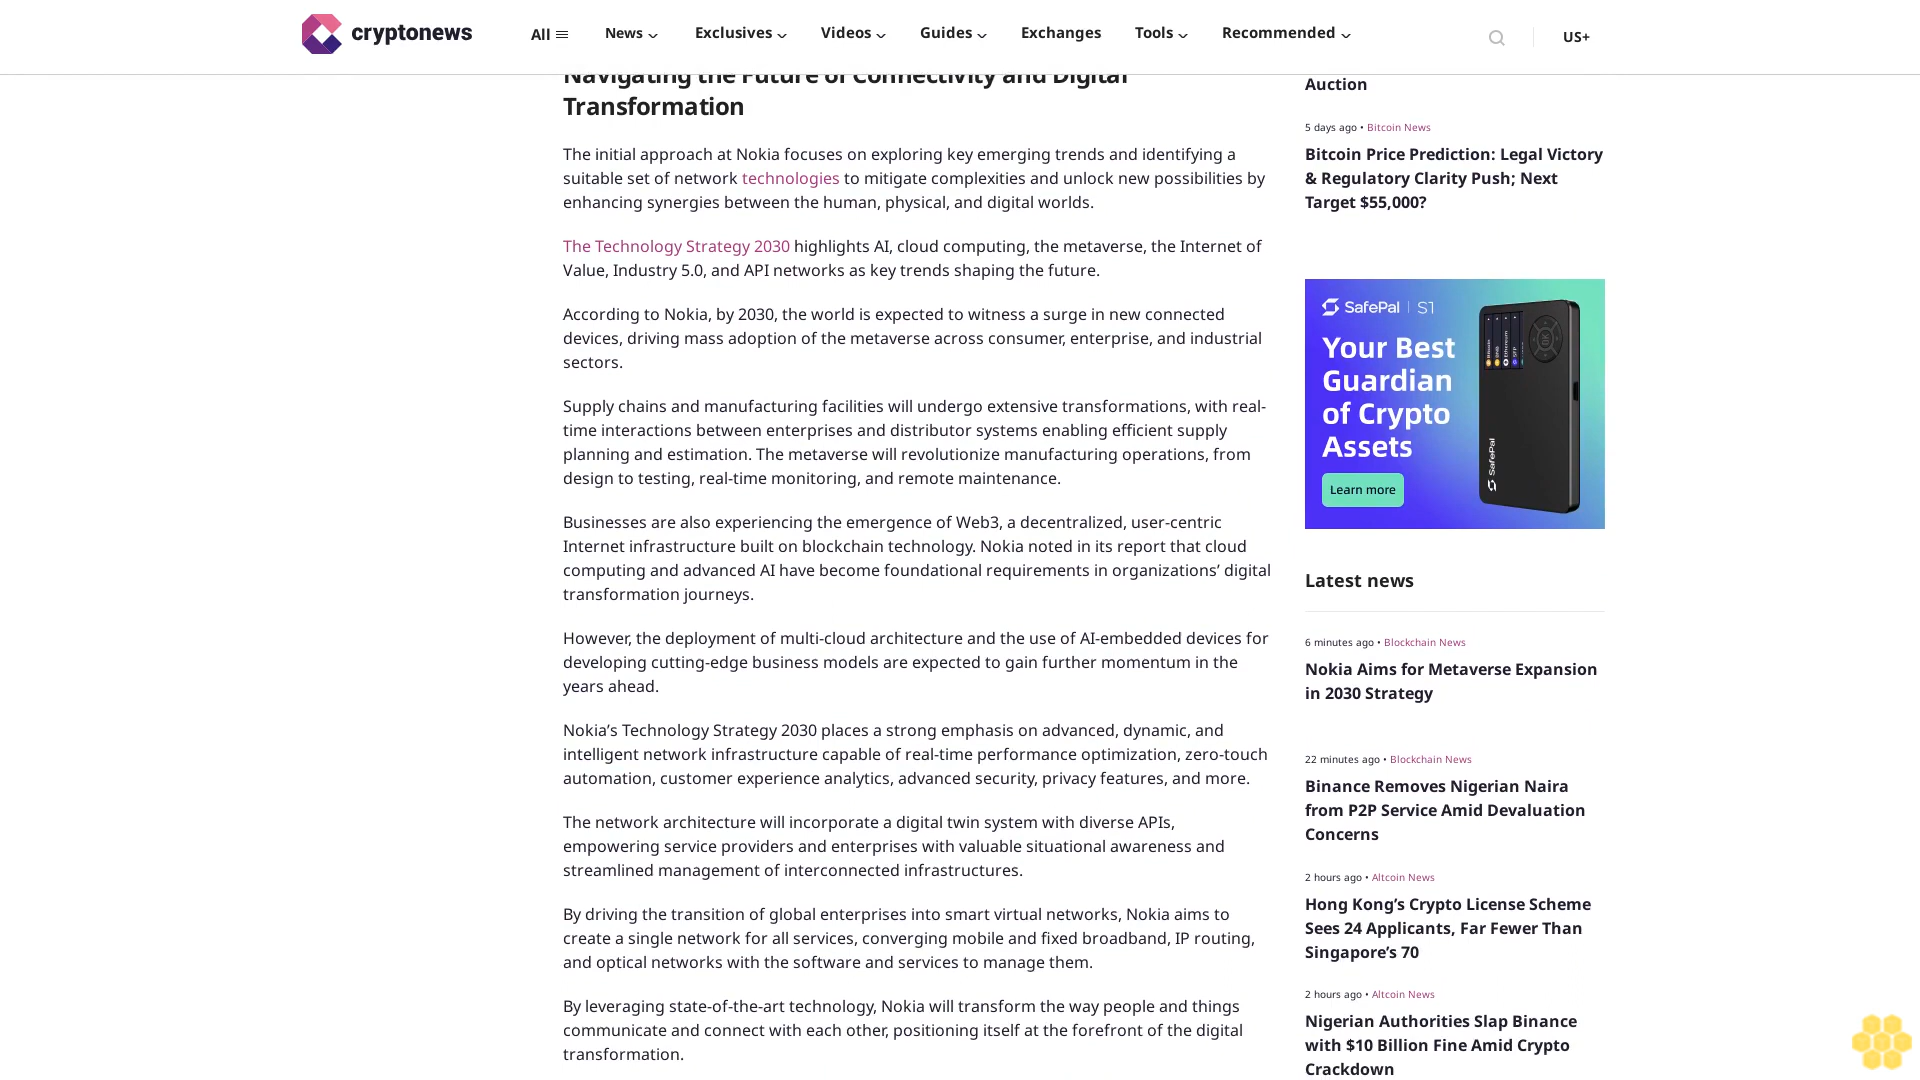 cryptonews
All
News
Exclusives
Videos
Guides
Exchanges
Tools
Recommended
US+
Navigating the Future of Connectivity and Digital
Transformation
The initial approach at Nokia focuses on exploring key emerging trends and identifying a
suitable set of network technologies to mitigate complexities and unlock new possibilities by
enhancing synergies between the human, physical, and digital worlds.
The Technology Strategy 2030 highlights AI, cloud computing, the metaverse, the Internet of
Value, Industry 5.0, and API networks as key trends shaping the future.
According to Nokia, by 2030, the world is expected to witness a surge in new connected
devices, driving mass adoption of the metaverse across consumer, enterprise, and industrial
sectors.
Supply chains and manufacturing facilities will undergo extensive transformations, with real-
time interactions between enterprises and distributor systems enabling efficient supply
planning and estimation. The metaverse will revolutionize manufacturing operations, from
design to testing, real-time monitoring, and remote maintenance.
Businesses are also experiencing the emergence of Web3, a decentralized, user-centric
Internet infrastructure built on blockchain technology. Nokia noted in its report that cloud
computing and advanced AI have become foundational requirements in organizations’ digital
transformation journeys.
However, the deployment of multi-cloud architecture and the use of AI-embedded devices for
developing cutting-edge business models are expected to gain further momentum in the
years ahead.
Nokia’s Technology Strategy 2030 places a strong emphasis on advanced, dynamic, and
intelligent network infrastructure capable of real-time performance optimization, zero-touch
automation, customer experience analytics, advanced security, privacy features, and more.
The network architecture will incorporate a digital twin system with diverse APIs,
empowering service providers and enterprises with valuable situational awareness and
streamlined management of interconnected infrastructures.
By driving the transition of global enterprises into smart virtual networks, Nokia aims to
create a single network for all services, converging mobile and fixed broadband, IP routing,
and optical networks with the software and services to manage them.
By leveraging state-of-the-art technology, Nokia will transform the way people and things
communicate and connect with each other, positioning itself at the forefront of the digital
transformation.
Auction
5 days ago • Bitcoin News
Bitcoin Price Prediction: Legal Victory
& Regulatory Clarity Push; Next
Target $55,000?
SafePal | S1
Your Best
Guardian
of Crypto
Assets
Learn more
Bitcoin
BNB
Ethereum
SFP
OK
SafePal
Latest news
6 minutes ago • Blockchain News
Nokia Aims for Metaverse Expansion
in 2030 Strategy
22 minutes ago • Blockchain News
Binance Removes Nigerian Naira
from P2P Service Amid Devaluation
Concerns
2 hours ago • Altcoin News
Hong Kong’s Crypto License Scheme
Sees 24 Applicants, Far Fewer Than
Singapore’s 70
2 hours ago • Altcoin News
Nigerian Authorities Slap Binance
with $10 Billion Fine Amid Crypto
Crackdown